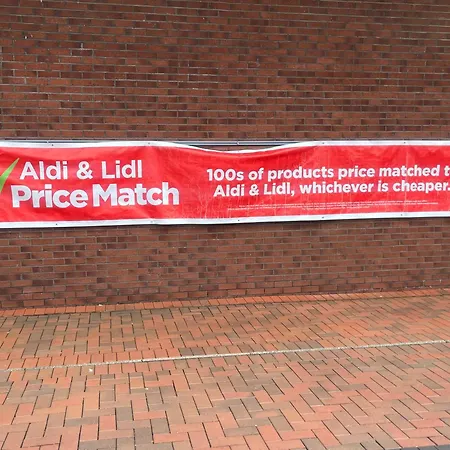 Aldi & Lidl
Price Match
100s of products price matched t
Aldi & Lidl, whichever is cheaper.